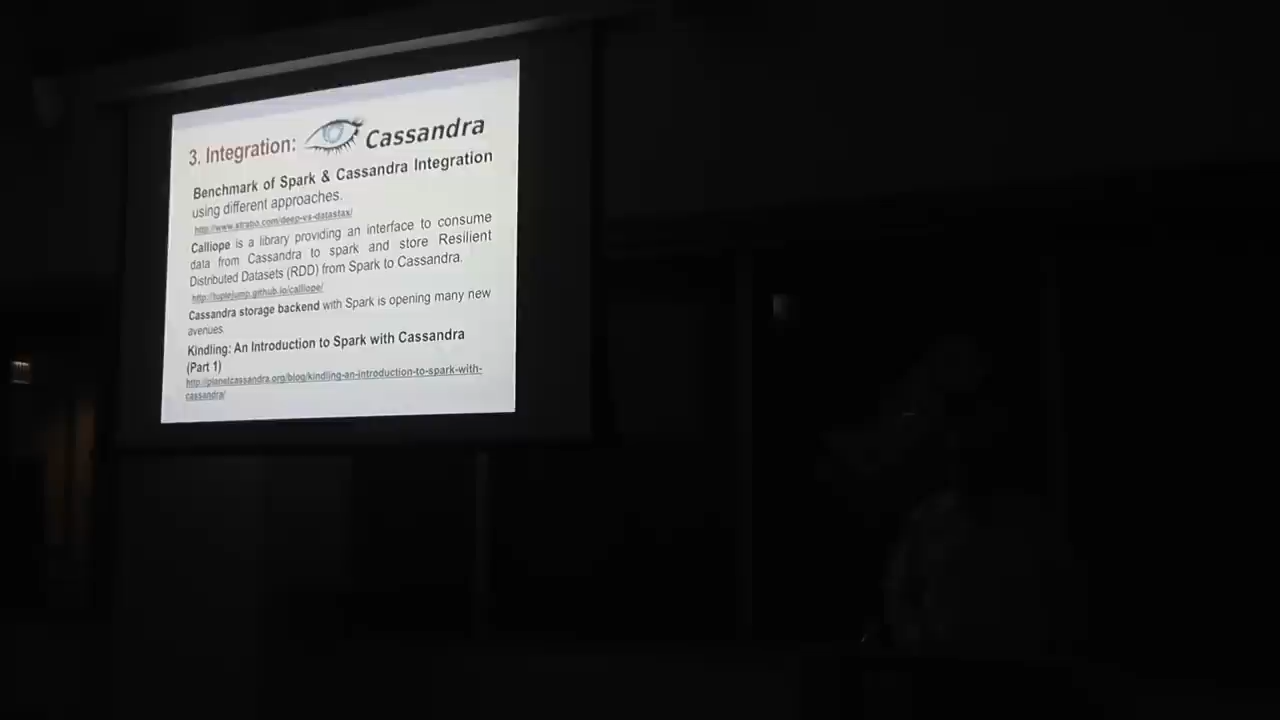 3. Integration: Cassandra
Benchmark of Spark & Cassandra Integration
using different approaches.
http://www.stratio.com/deep-vs-datastax/
Calliope is a library providing an interface to consume
data from Cassandra to spark and store Resilient
Distributed Datasets (RDD) from Spark to Cassandra.
http://tuplejump.github.io/calliope/
Cassandra storage backend with Spark is opening many new
avenues.
Kindling: An Introduction to Spark with Cassandra
(Part 1)
http://planetcassandra.org/blog/kindling-an-introduction-to-spark-with-
cassandra/